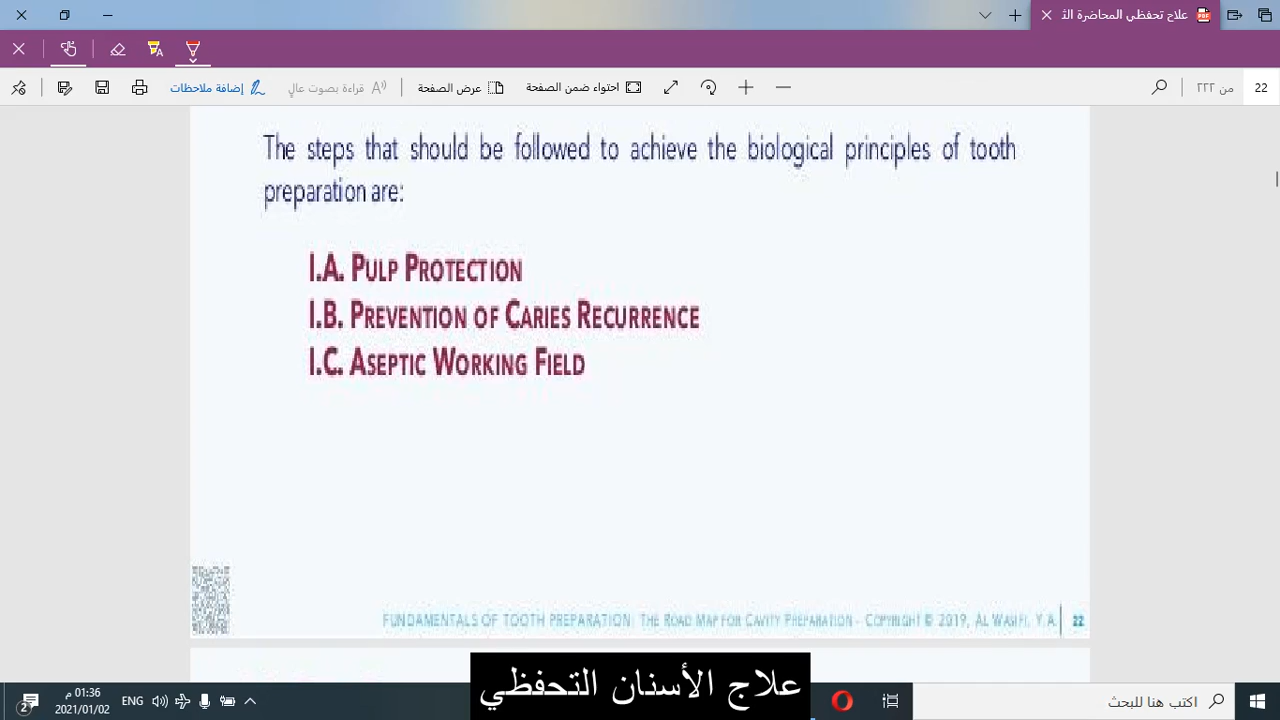 علاج تحفظي المحاضرة الث
إضافة ملاحظات
قراءة بصوت عالٍ
عرض الصفحة
احتواء ضمن الصفحة
من ٢٢٢
22
The steps that should be followed to achieve the biological principles of tooth
preparation are:
I.A. PULP PROTECTION
I.B. PREVENTION OF CARIES RECURRENCE
I.C. ASEPTIC WORKING FIELD
FUNDAMENTALS OF TOOTH PREPARATION: THE ROAD MAP FOR CAVITY PREPARATION - COPYRIGHT © 2019, AL WASIFI, Y.A. 22
علاج الأسنان التحفظي
01:36 م
2021/01/02
ENG
اكتب هنا للبحث
2